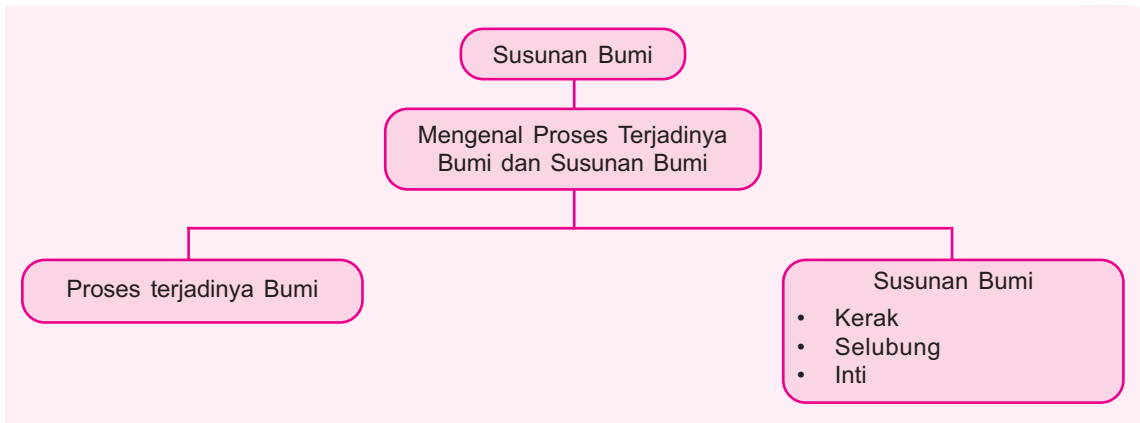 Susunan Bumi
Mengenal Proses Terjadinya
Bumi dan Susunan Bumi
Proses terjadinya Bumi
Susunan Bumi
• Kerak
• Selubung
• Inti